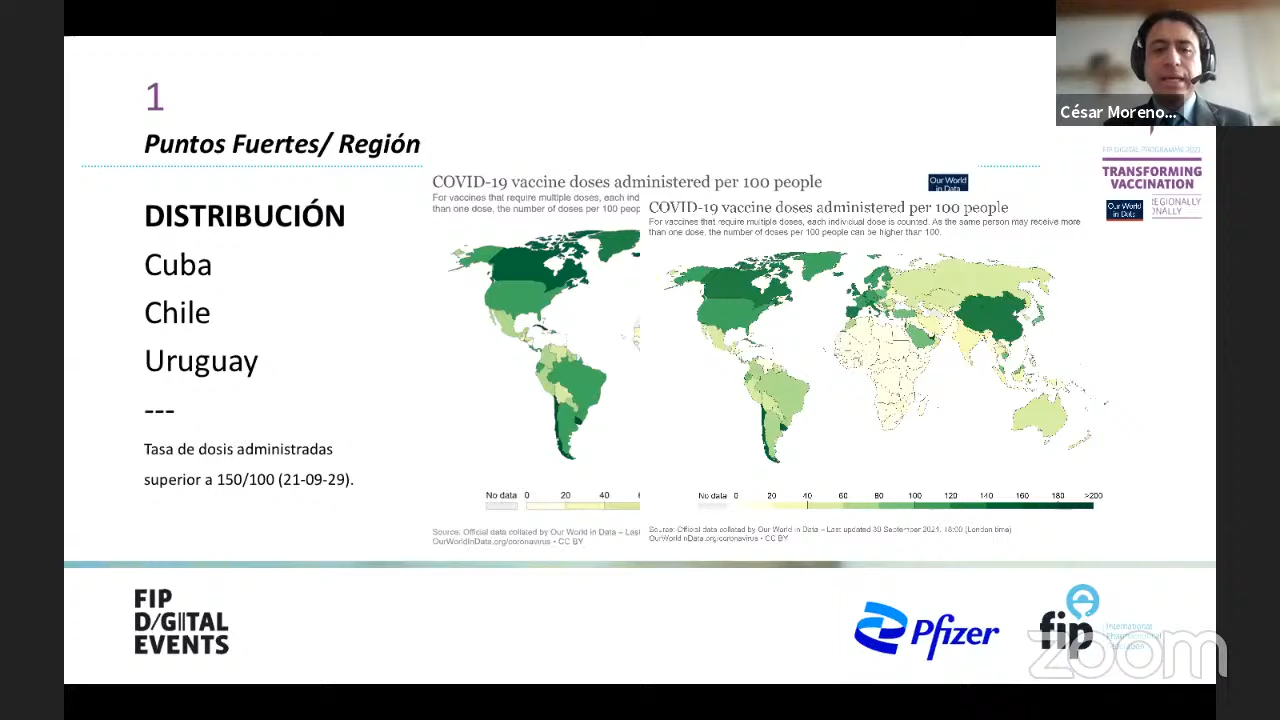 César Moreno...
1
Puntos Fuertes/ Región
DISTRIBUCIÓN
Cuba
Chile
Uruguay
---
Tasa de dosis administradas
superior a 150/100 (21-09-29).
COVID-19 vaccine doses administered per 100 people
For vaccines that require multiple doses, each ind
than one dose, the number of doses per 100 peop
Our World
in Data
No data 0 20 40
Source: Official data collated by Our World in Data – Las
OurWorldInData.org/coronavirus • CC BY
COVID-19 vaccine doses administered per 100 people
For vaccines that require multiple doses, each individual dose is counted. As the same person may receive more
than one dose, the number of doses per 100 people can be higher than 100.
No data 0 20 40 60 80 100 120 140 160 180 >200
Source: Official data collated by Our World in Data – Last updated 30 September 2021, 18:00 (London time)
OurWorldInData.org/coronavirus • CC BY
FIP DIGITAL PROGRAMME 2021
TRANSFORMING
VACCINATION
REGIONALLY
ONALLY
Our World
in Data
FIP
DIGITAL
EVENTS
Pfizer
fip
International
Pharmaceutical
Federation
zoom